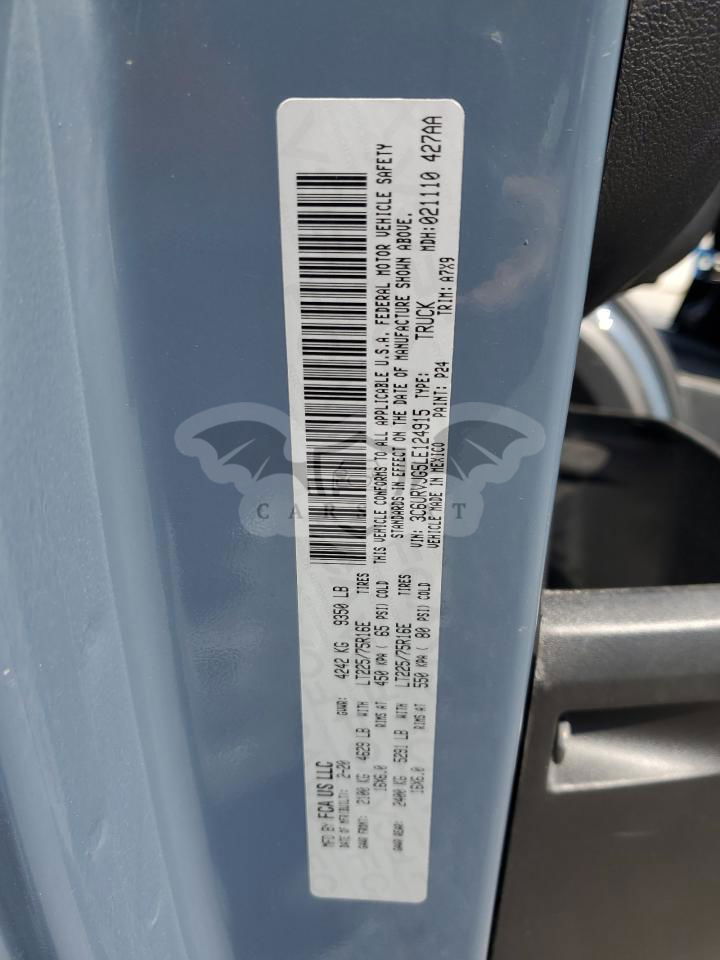 MFD BY FCA US LLC
DATE OF MFR(BUILT): 2-20 GVWR: 4242 KG 9350 LB
GAWR FRONT: 2100 KG 4629 LB WITH LT225/75R16E TIRES
16X6.0 RIMS AT 450 KPA ( 65 PSI) COLD
GAWR REAR: 2400 KG 5291 LB WITH LT225/75R16E TIRES
16X6.0 RIMS AT 550 KPA ( 80 PSI) COLD
THIS VEHICLE CONFORMS TO ALL APPLICABLE U.S.A. FEDERAL MOTOR VEHICLE SAFETY
STANDARDS IN EFFECT ON THE DATE OF MANUFACTURE SHOWN ABOVE.
VIN: 3C6URVJG5LE124915 TYPE: TRUCK MDH:021110 427AA
VEHICLE MADE IN MEXICO PAINT: P24 TRIM: A7X9